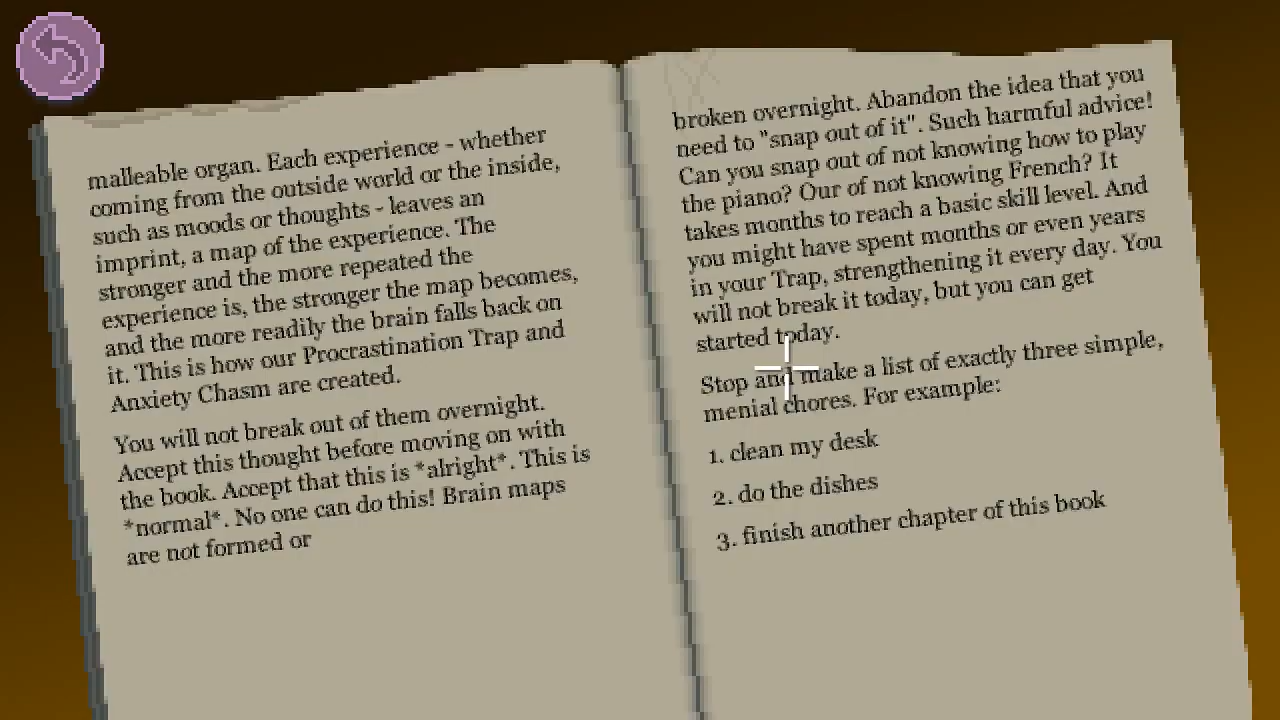 malleable organ. Each experience - whether
coming from the outside world or the inside,
such as moods or thoughts - leaves an
imprint, a map of the experience. The
stronger and the more repeated the
experience is, the stronger the map becomes,
and the more readily the brain falls back on
it. This is how our Procrastination Trap and
Anxiety Chasm are created.
You will not break out of them overnight.
Accept this thought before moving on with
the book. Accept that this is *alright*. This is
*normal*. No one can do this! Brain maps
are not formed or
broken overnight. Abandon the idea that you
need to "snap out of it". Such harmful advice!
Can you snap out of not knowing how to play
the piano? Our of not knowing French? It
takes months to reach a basic skill level. And
you might have spent months or even years
in your Trap, strengthening it every day. You
will not break it today, but you can get
started today.
Stop and make a list of exactly three simple,
menial chores. For example:
1. clean my desk
2. do the dishes
3. finish another chapter of this book